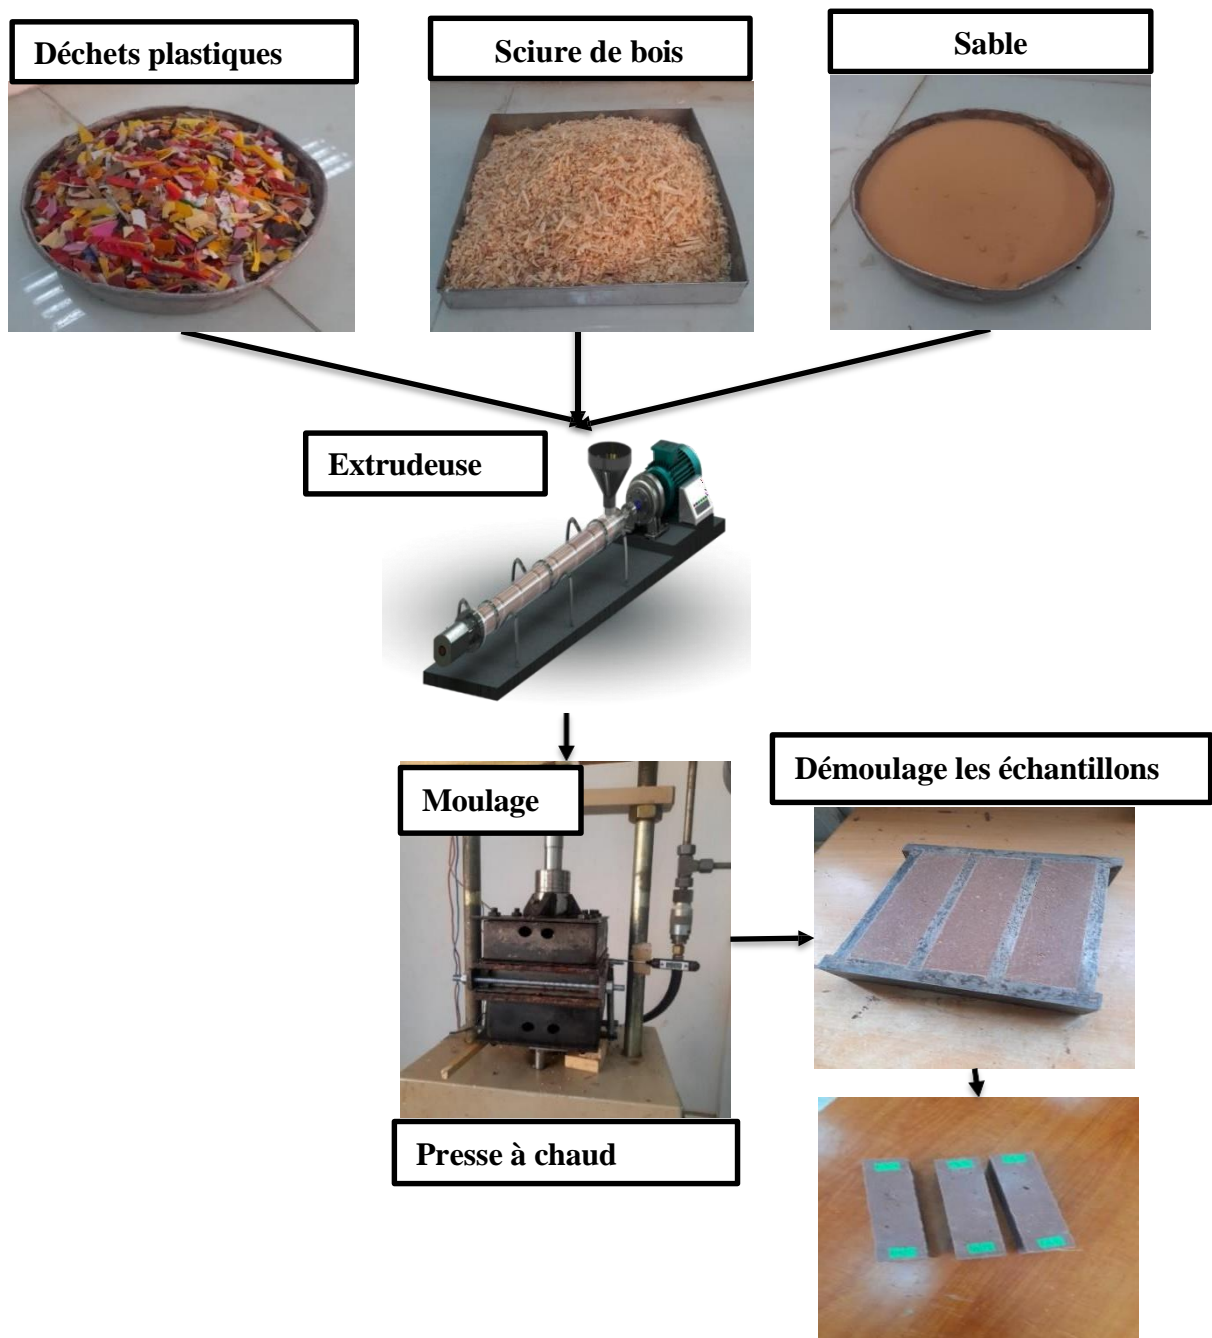 Déchets plastiques
Sciure de bois
Sable
Extrudeuse
Moulage
Démoulage les échantillons
Presse à chaud